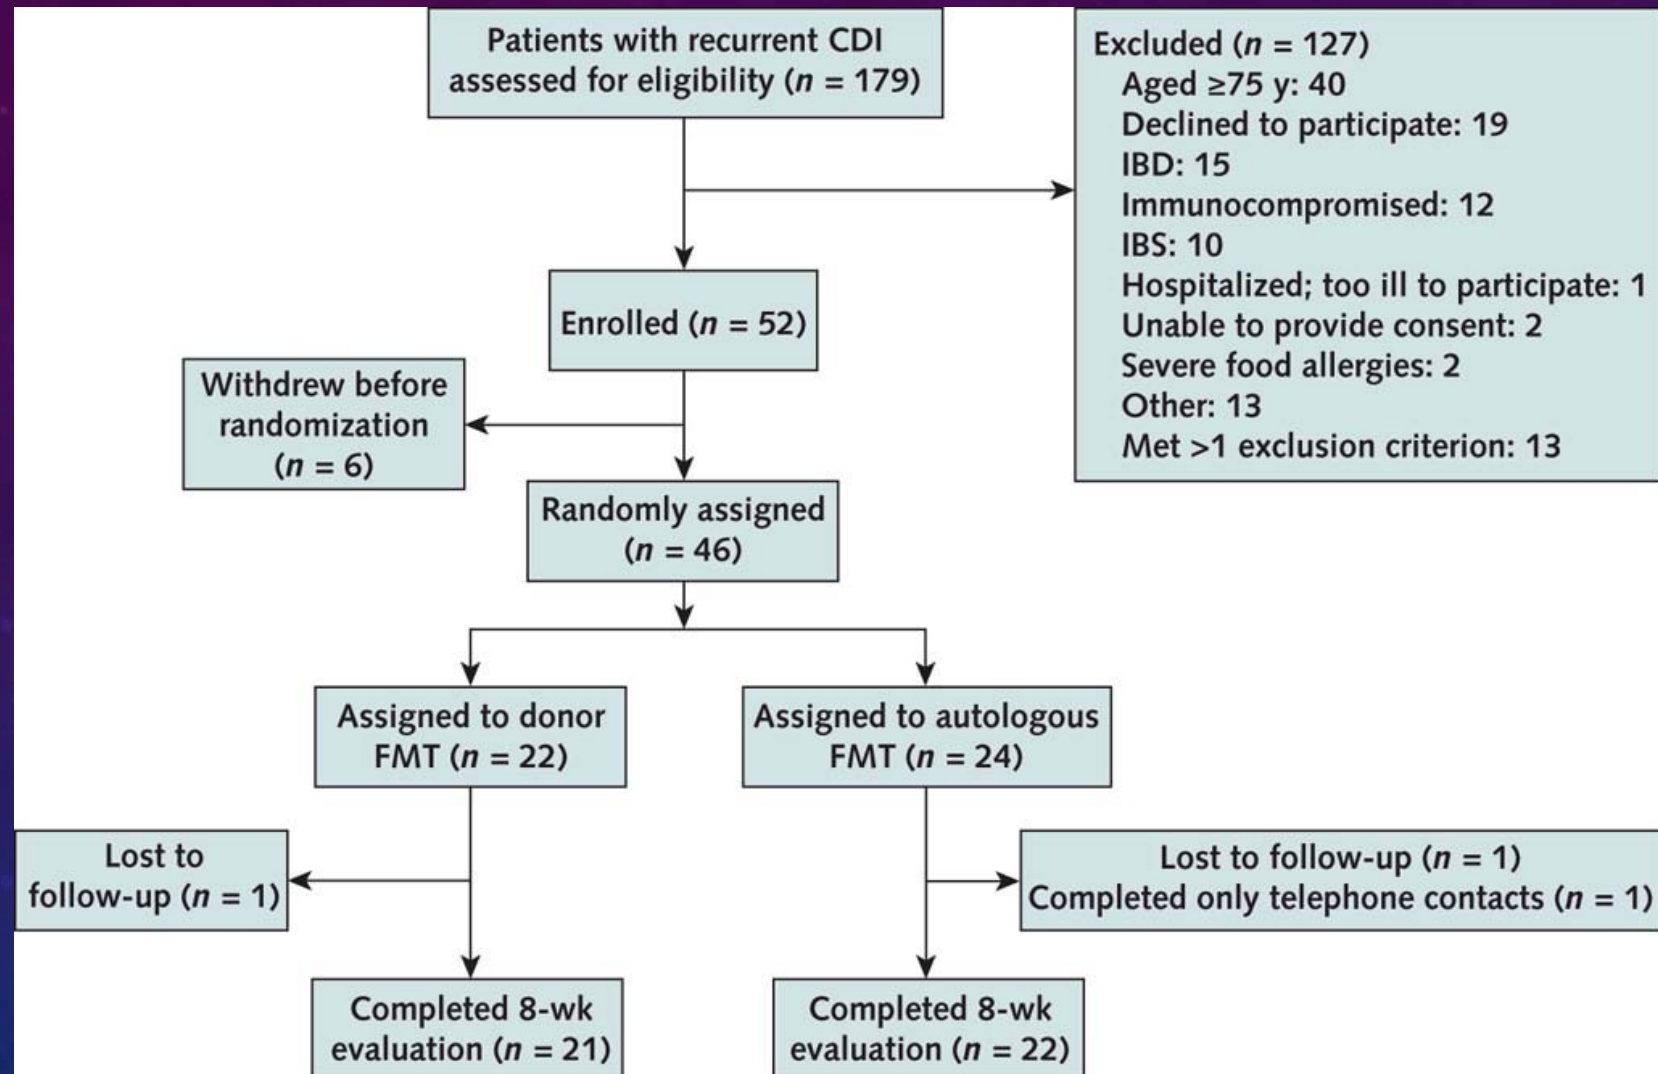 Patients with recurrent CDI
assessed for eligibility (n = 179)
Excluded (n = 127)
Aged ≥75 y: 40
Declined to participate: 19
IBD: 15
Immunocompromised: 12
IBS: 10
Hospitalized; too ill to participate: 1
Unable to provide consent: 2
Severe food allergies: 2
Other: 13
Met >1 exclusion criterion: 13
Enrolled (n = 52)
Withdrew before
randomization
(n = 6)
Randomly assigned
(n = 46)
Assigned to donor
FMT (n = 22)
Assigned to autologous
FMT (n = 24)
Lost to
follow-up (n = 1)
Lost to follow-up (n = 1)
Completed only telephone contacts (n = 1)
Completed 8-wk
evaluation (n = 21)
Completed 8-wk
evaluation (n = 22)